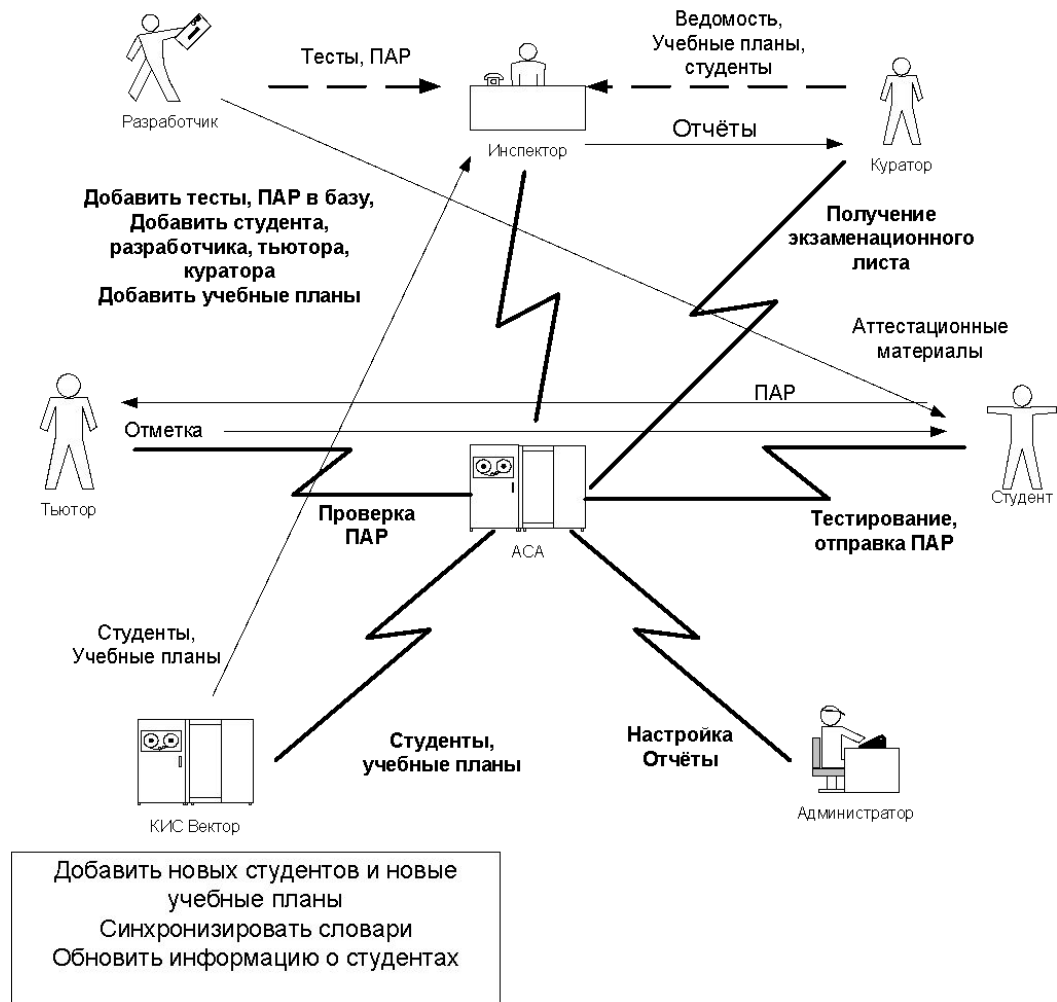 Ведомость,
Учебные планы,
студенты
Тесты, ПАР
Разработчик
Инспектор
Отчёты
Куратор
Добавить тесты, ПАР в базу,
Добавить студента,
разработчика, тьютора,
куратора
Добавить учебные планы
Получение
экзаменационного
листа
Аттестационные
материалы
ПАР
Отметка
Тьютор
Студент
Проверка
ПАР
АСА
Тестирование,
отправка ПАР
Студенты,
Учебные планы
Студенты,
учебные планы
Настройка
Отчёты
КИС Вектор
Администратор
Добавить новых студентов и новые
учебные планы
Синхронизировать словари
Обновить информацию о студентах